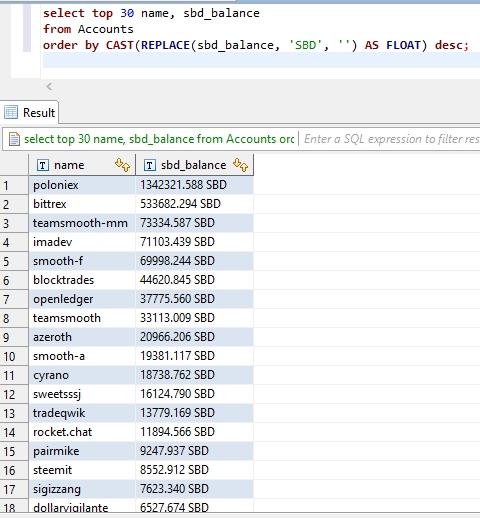 select top 30 name, sbd_balance
from Accounts
order by CAST(REPLACE(sbd_balance, 'SBD', '') AS FLOAT) desc;
Result
select top 30 name, sbd_balance from Accounts orc Enter a SQL expression to filter res
name sbd_balance
1 poloniex 1342321.588 SBD
2 bittrex 533682.294 SBD
3 teamsmooth-mm 73334.587 SBD
4 imadev 71103.439 SBD
5 smooth-f 69998.244 SBD
6 blocktrades 44620.845 SBD
7 openledger 37775.560 SBD
8 teamsmooth 33113.009 SBD
9 azeroth 20966.206 SBD
10 smooth-a 19381.117 SBD
11 cyrano 18738.762 SBD
12 sweetsssj 16124.790 SBD
13 tradeqwik 13779.169 SBD
14 rocket.chat 11894.566 SBD
15 pairmike 9247.937 SBD
16 steemit 8552.912 SBD
17 sigizzang 7623.340 SBD
18 dollarvigilante 6527.674 SBD